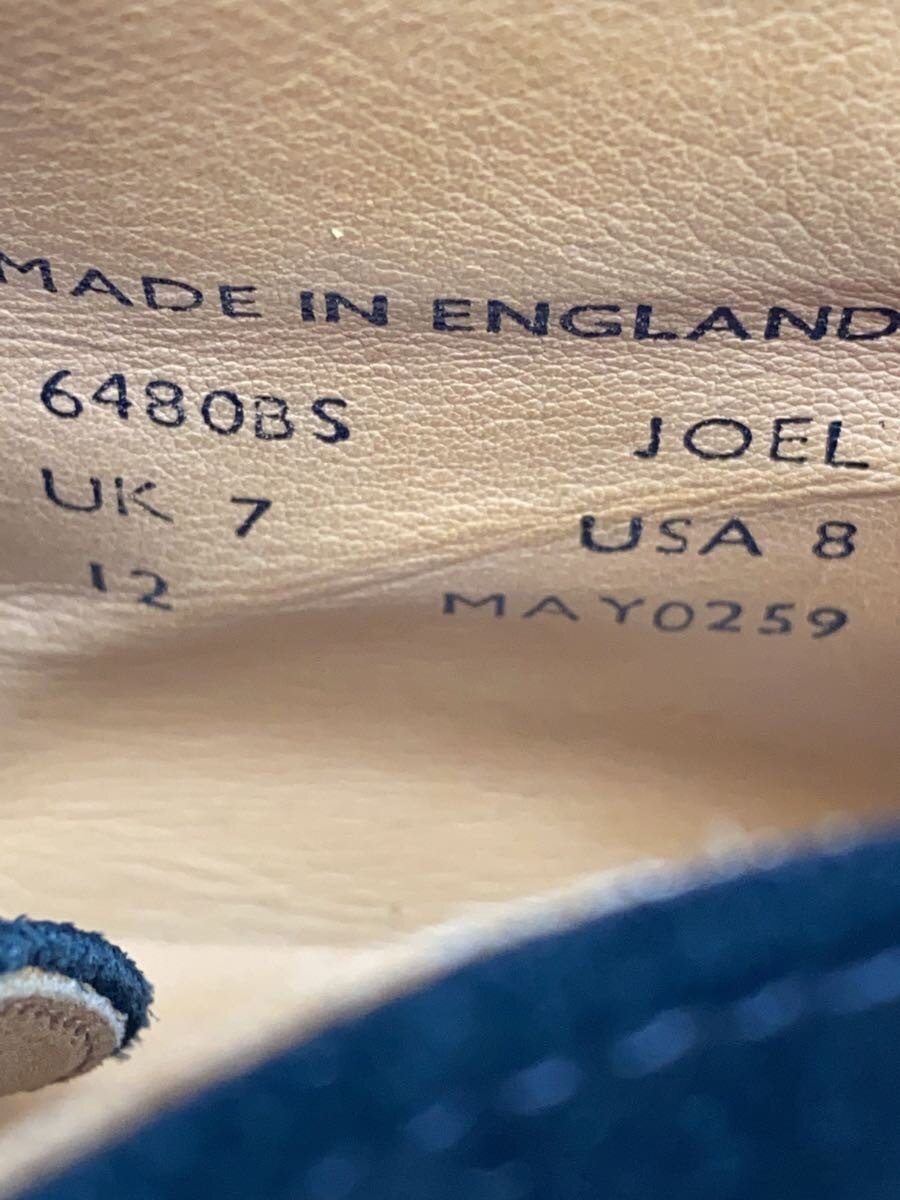 MADE IN ENGLAND
6480BS JOEL
UK 7 USA 8
12 MAY0259